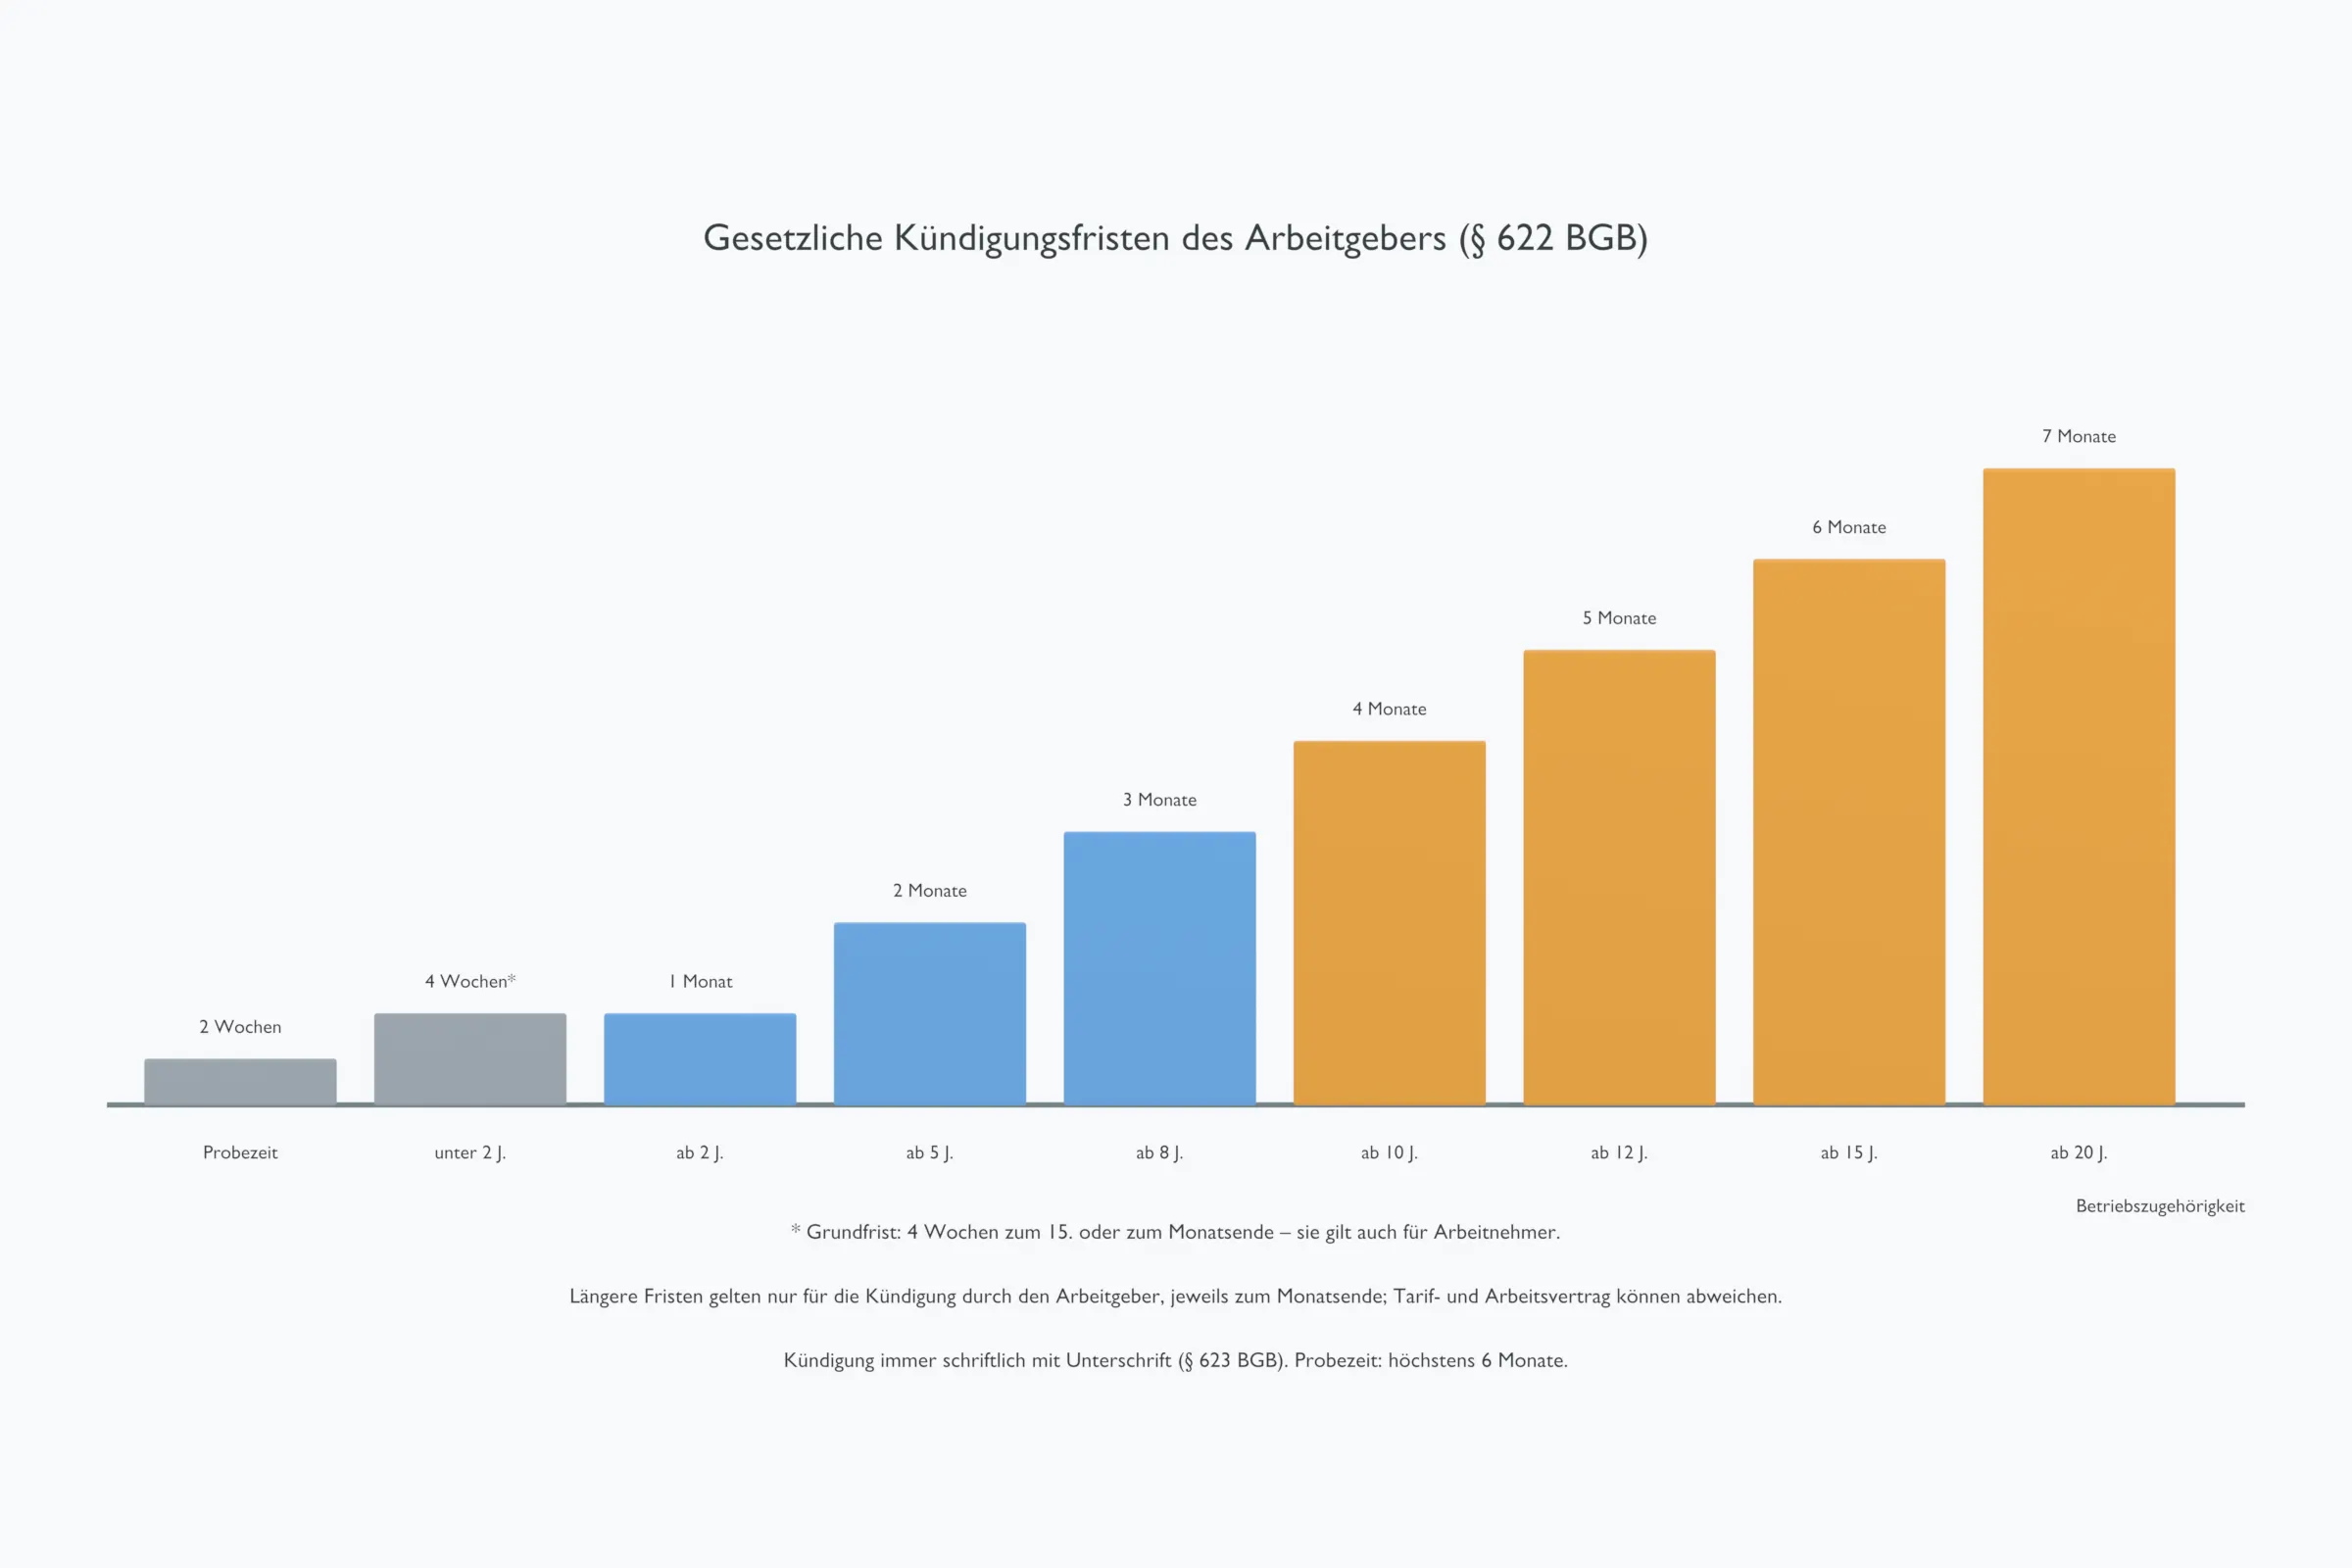 Gesetzliche Kündigungsfristen des Arbeitgebers (§ 622 BGB)
7 Monate
6 Monate
5 Monate
4 Monate
3 Monate
2 Monate
4 Wochen*
1 Monat
2 Wochen
Probezeit
unter 2 J.
ab 2 J.
ab 5 J.
ab 8 J.
ab 10 J.
ab 12 J.
ab 15 J.
ab 20 J.
Betriebszugehörigkeit
* Grundfrist: 4 Wochen zum 15. oder zum Monatsende – sie gilt auch für Arbeitnehmer.
Längere Fristen gelten nur für die Kündigung durch den Arbeitgeber, jeweils zum Monatsende; Tarif- und Arbeitsvertrag können abweichen.
Kündigung immer schriftlich mit Unterschrift (§ 623 BGB). Probezeit: höchstens 6 Monate.